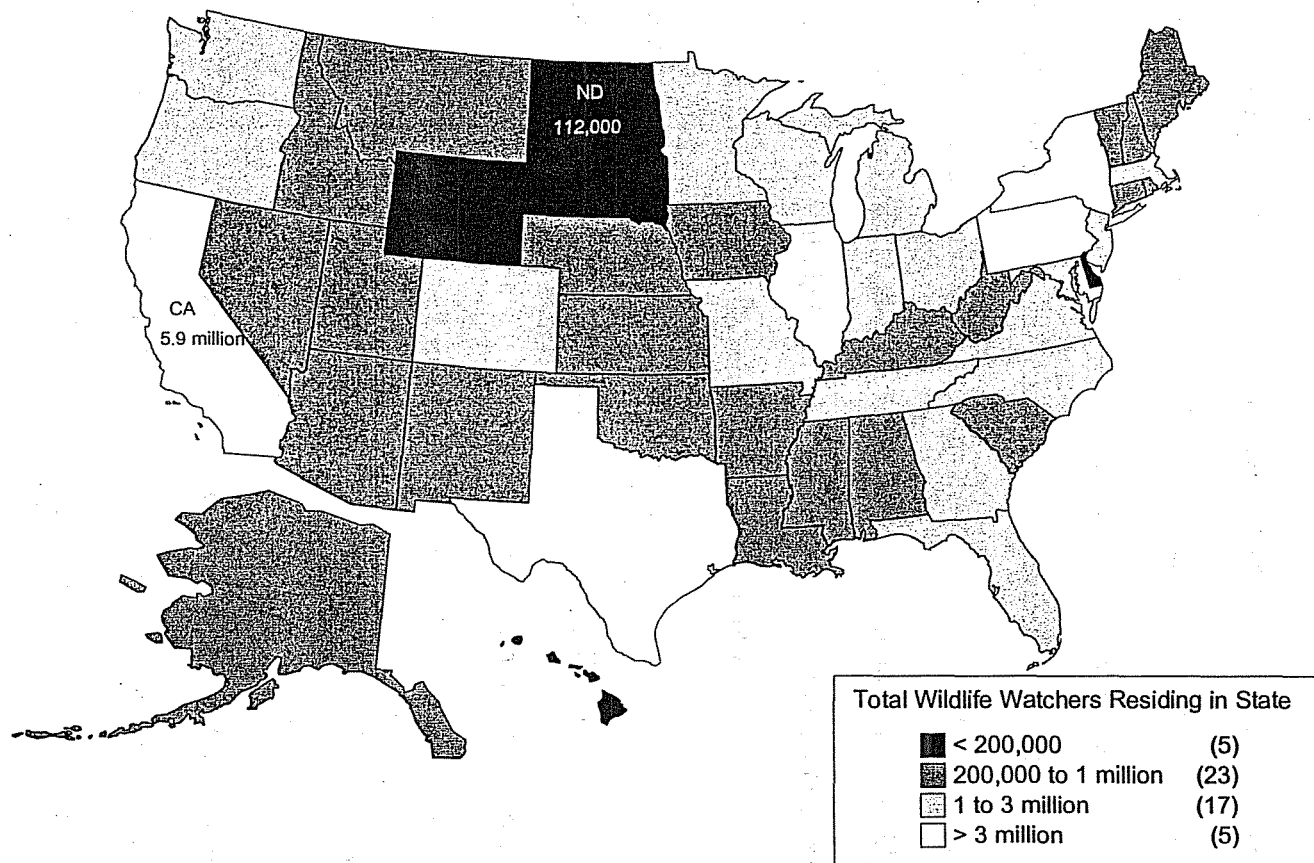 ND
112,000
CA
5.9 million
Total Wildlife Watchers Residing in State
< 200,000 (5)
200,000 to 1 million (23)
1 to 3 million (17)
> 3 million (5)